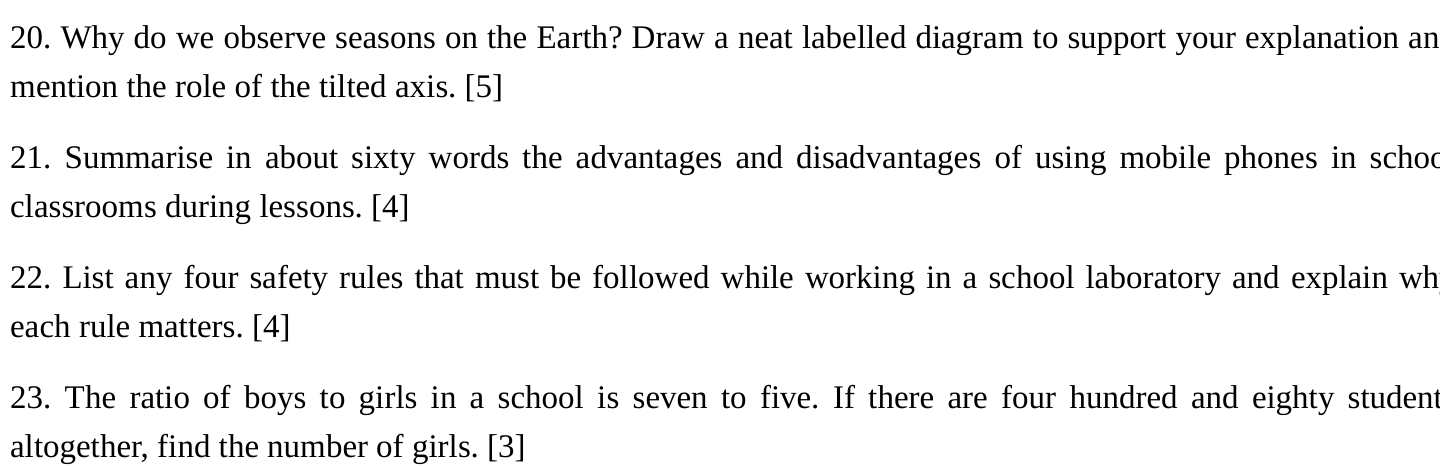 20. Why do we observe seasons on the Earth? Draw a neat labelled diagram to support your explanation an
mention the role of the tilted axis. [5]
21. Summarise in about sixty words the advantages and disadvantages of using mobile phones in schoo
classrooms during lessons. [4]
22. List any four safety rules that must be followed while working in a school laboratory and explain why
each rule matters. [4]
23. The ratio of boys to girls in a school is seven to five. If there are four hundred and eighty student
altogether, find the number of girls. [3]